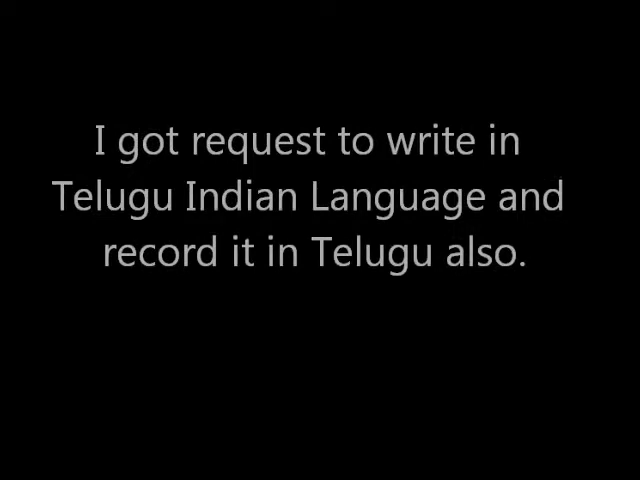 I got request to write in
Telugu Indian Language and
record it in Telugu also.